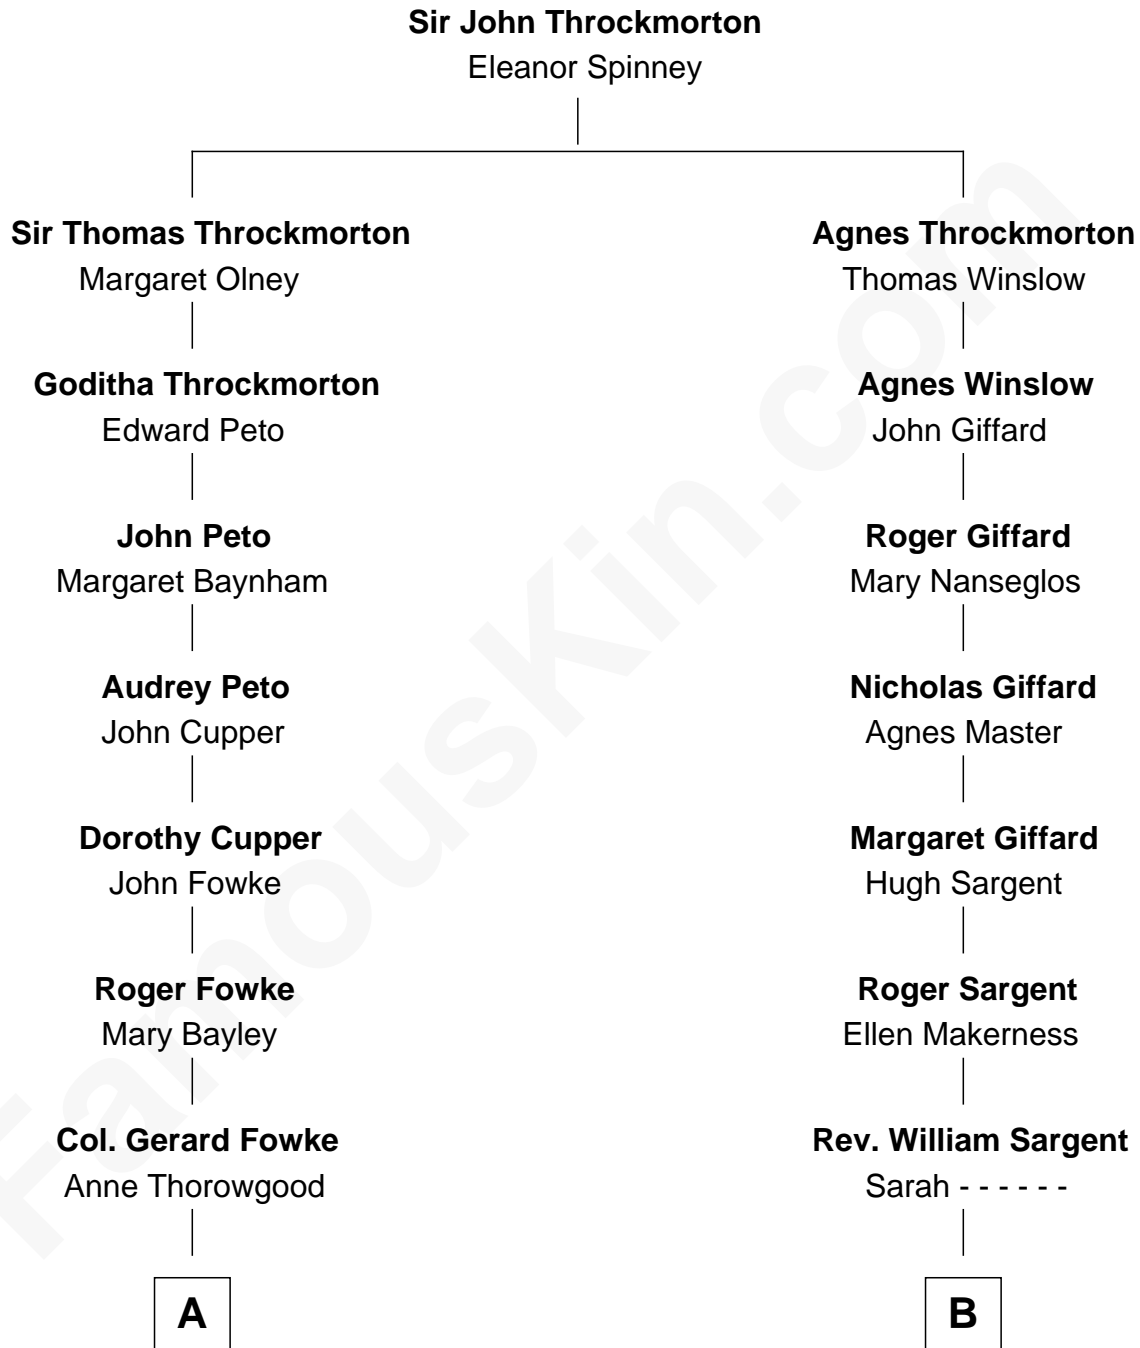 Sir John Throckmorton
Eleanor Spinney
Sir Thomas Throckmorton
Margaret Olney
Goditha Throckmorton
Edward Peto
John Peto
Margaret Baynham
Audrey Peto
John Cupper
Dorothy Cupper
John Fowke
Roger Fowke
Mary Bayley
Col. Gerard Fowke
Anne Thorowgood
A
Agnes Throckmorton
Thomas Winslow
Agnes Winslow
John Giffard
Roger Giffard
Mary Nanseglos
Nicholas Giffard
Agnes Master
Margaret Giffard
Hugh Sargent
Roger Sargent
Ellen Makerness
Rev. William Sargent
Sarah - - - - - -
B
FamousKin.com